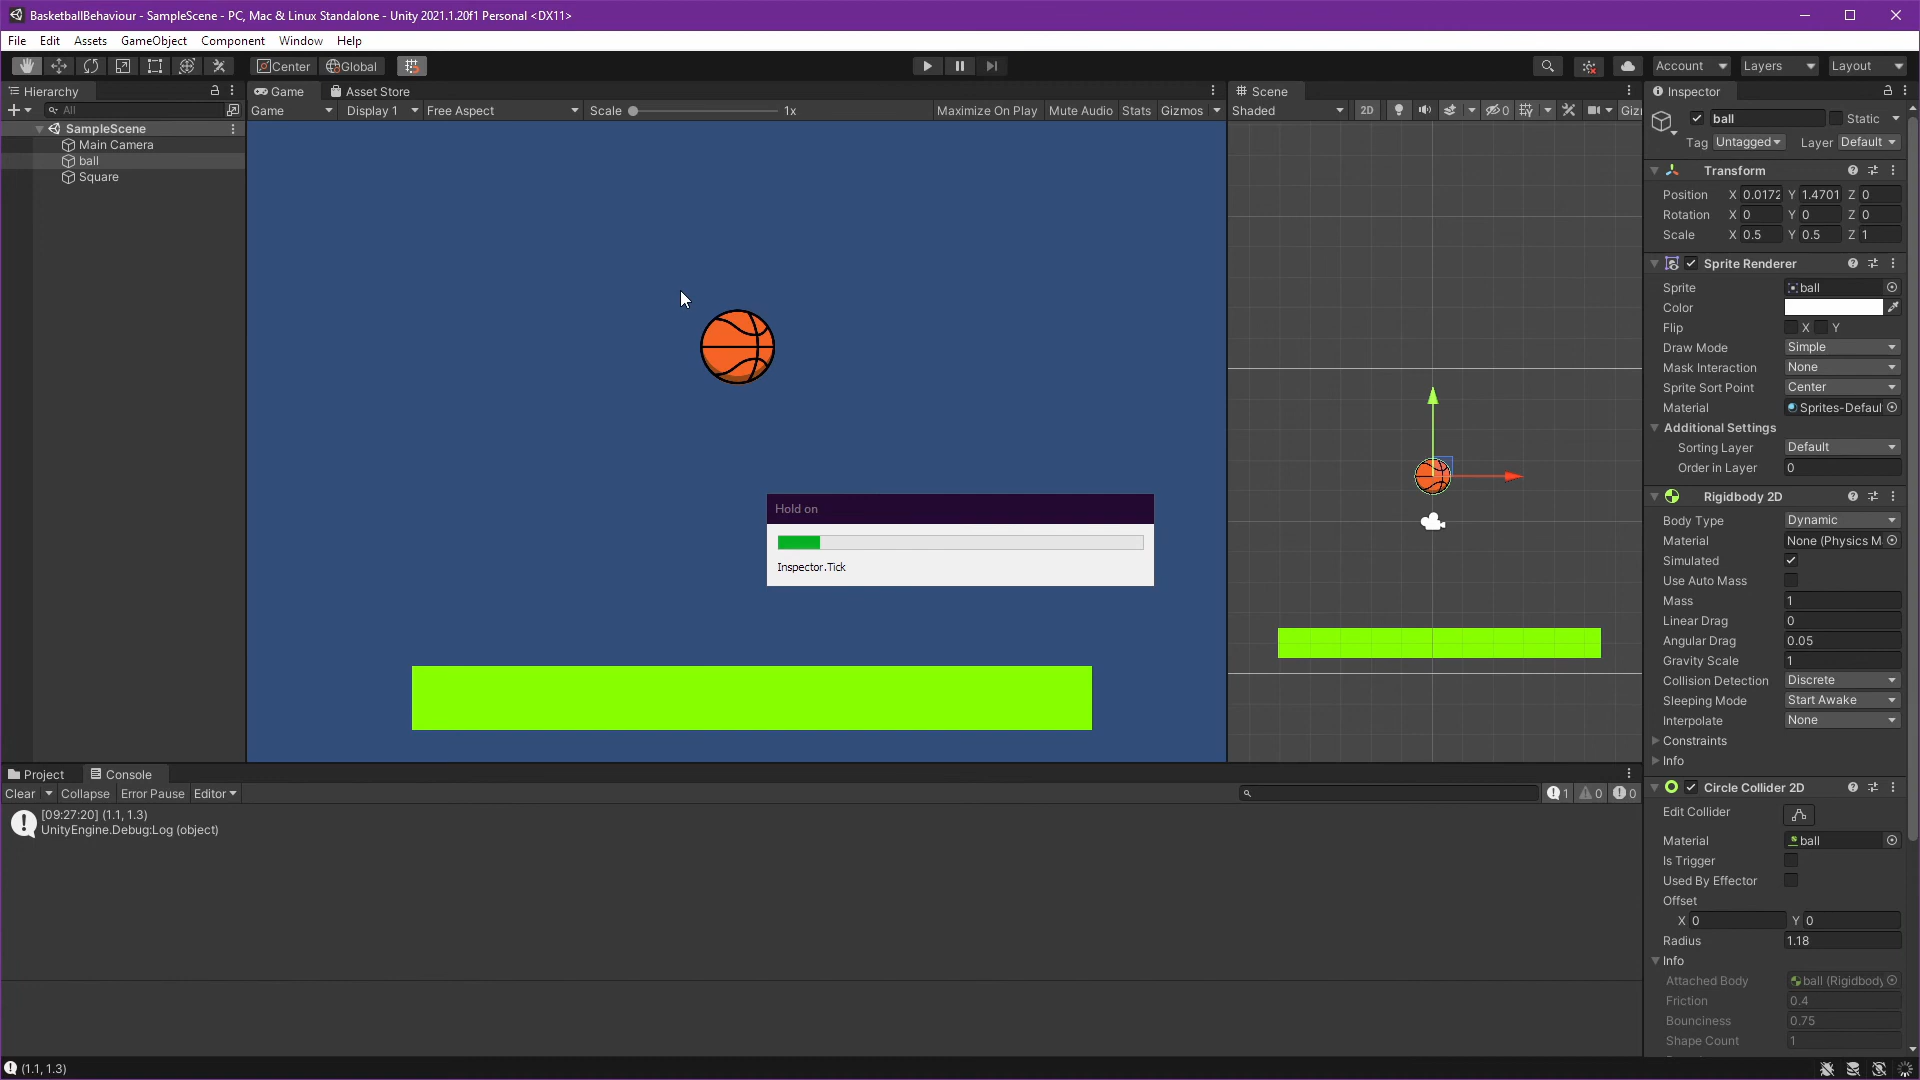 BasketballBehaviour - SampleScene - PC, Mac & Linux Standalone - Unity 2021.1.20f1 Personal <DX11>
File Edit Assets GameObject Component Window Help
Center Global Account Layers Layout
Hierarchy
All
SampleScene
Main Camera
ball
Square
Game Asset Store
Game Display 1 Free Aspect Scale 1x Maximize On Play Mute Audio Stats Gizmos
Hold on
Inspector.Tick
Scene
Shaded 2D 0 Giz
Inspector
ball Static
Tag Untagged Layer Default
Transform
Position X 0.0172 Y 1.4701 Z 0
Rotation X 0 Y 0 Z 0
Scale X 0.5 Y 0.5 Z 1
Sprite Renderer
Sprite ball
Color
Flip X Y
Draw Mode Simple
Mask Interaction None
Sprite Sort Point Center
Material Sprites-Defaul
Additional Settings
Sorting Layer Default
Order in Layer 0
Rigidbody 2D
Body Type Dynamic
Material None (Physics M
Simulated
Use Auto Mass
Mass 1
Linear Drag 0
Angular Drag 0.05
Gravity Scale 1
Collision Detection Discrete
Sleeping Mode Start Awake
Interpolate None
Constraints
Info
Circle Collider 2D
Edit Collider
Material ball
Is Trigger
Used By Effector
Offset
X 0 Y 0
Radius 1.18
Info
Attached Body ball (Rigidbody
Friction 0.4
Bounciness 0.75
Shape Count 1
Project Console
Clear Collapse Error Pause Editor 1 0 0
[09:27:20] (1.1, 1.3)
UnityEngine.Debug:Log (object)
(1.1, 1.3)